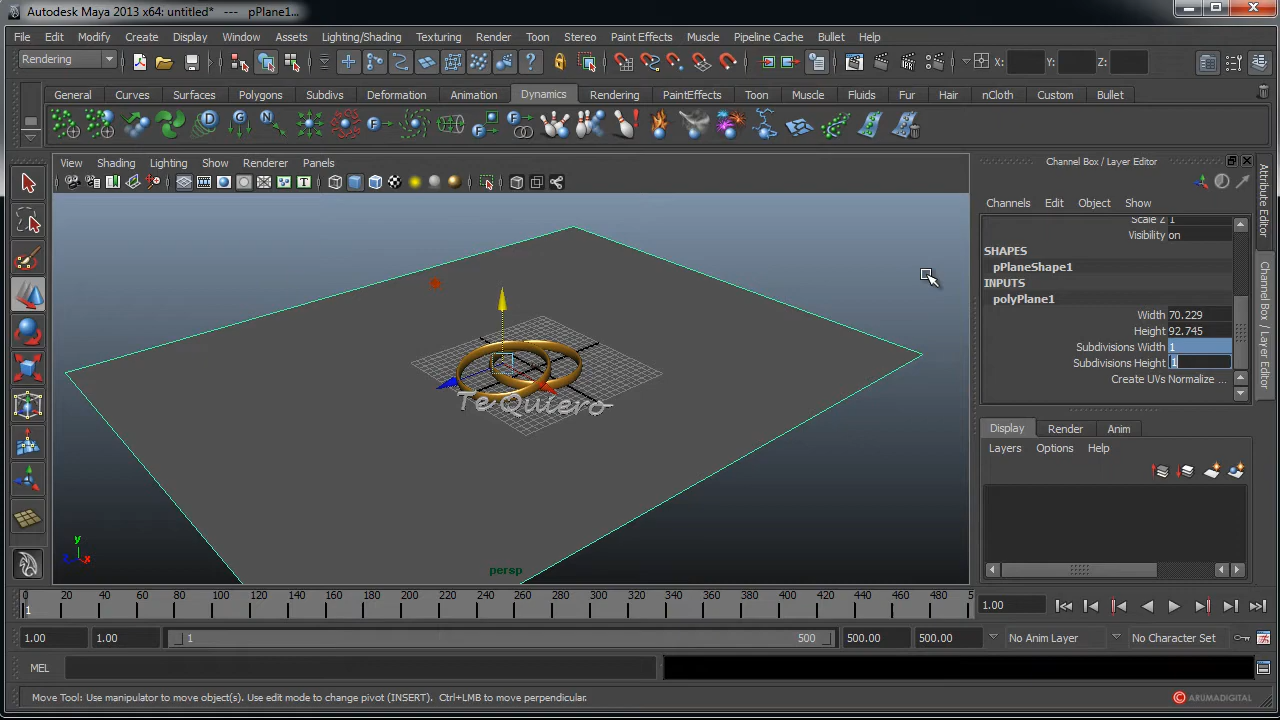 Autodesk Maya 2013 x64: untitled* --- pPlane1...
File Edit Modify Create Display Window Assets Lighting/Shading Texturing Render Toon Stereo Paint Effects Muscle Pipeline Cache Bullet Help
Rendering X: Y: Z:
General Curves Surfaces Polygons Subdivs Deformation Animation Dynamics Rendering PaintEffects Toon Muscle Fluids Fur Hair nCloth Custom Bullet
View Shading Lighting Show Renderer Panels
Channel Box / Layer Editor
Channels Edit Object Show
Scale Z 1
Visibility on
SHAPES
pPlaneShape1
INPUTS
polyPlane1
Width 70.229
Height 92.745
Subdivisions Width 1
Subdivisions Height 1
Create UVs Normalize ...
Attribute Editor
Channel Box / Layer Editor
Te Quiero
y
z x
persp
Display Render Anim
Layers Options Help
0 20 40 60 80 100 120 140 160 180 200 220 240 260 280 300 320 340 360 380 400 420 440 460 480 5
1
1.00
1.00 1.00 1 500 500.00 500.00 No Anim Layer No Character Set
MEL
Move Tool: Use manipulator to move object(s). Use edit mode to change pivot (INSERT). Ctrl+LMB to move perpendicular.
© ARUMADIGITAL